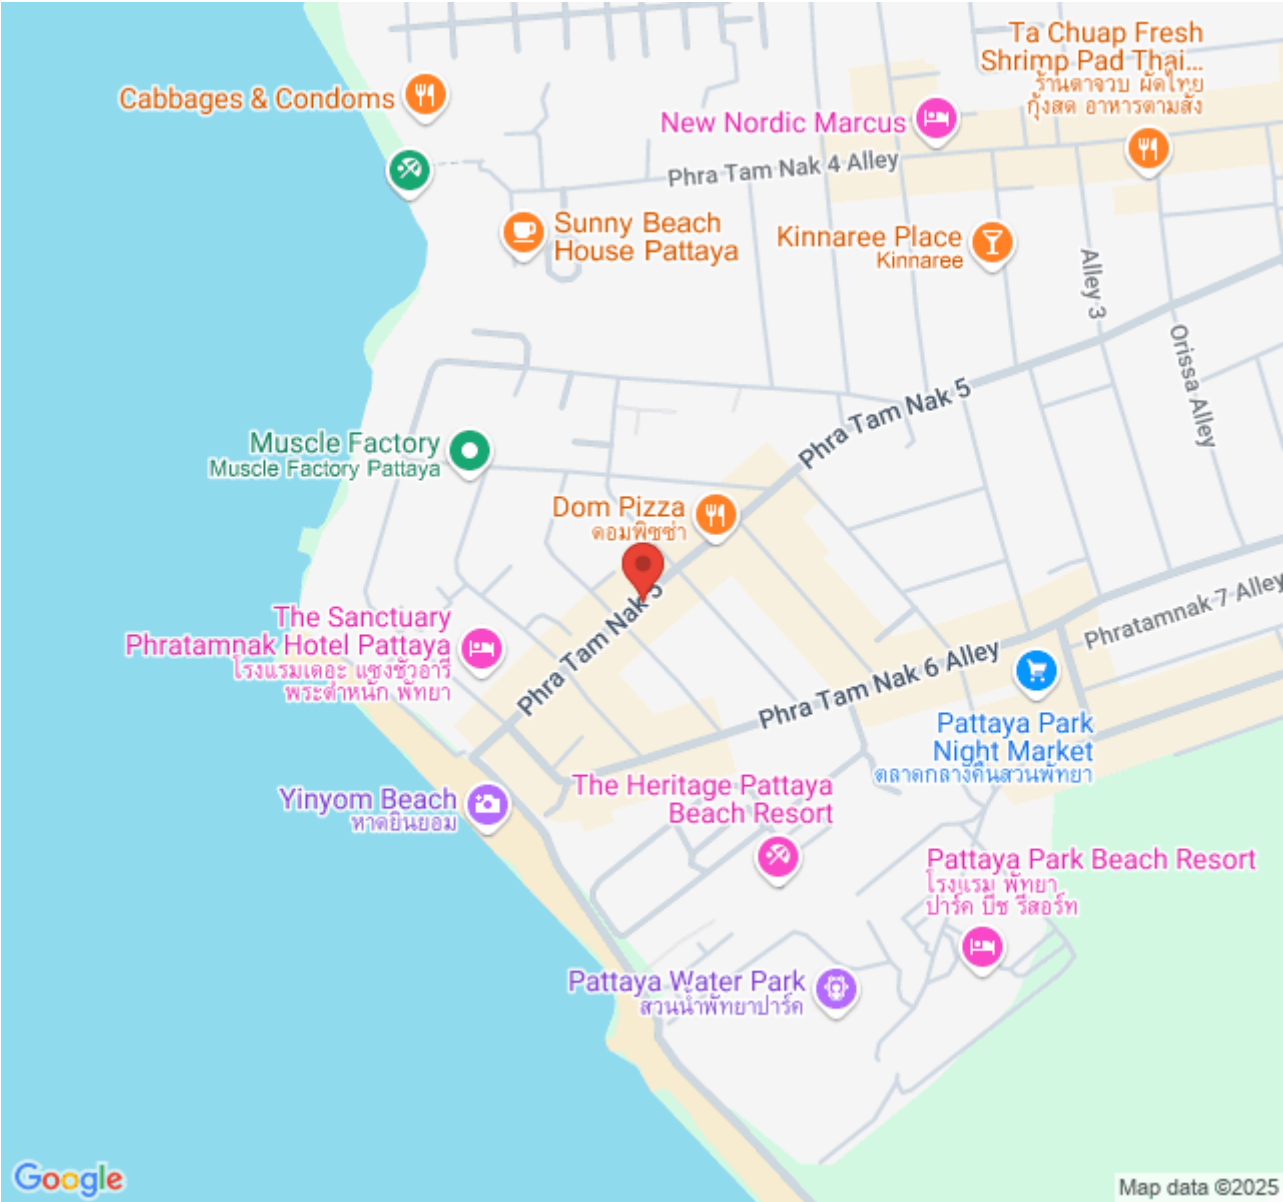 Ta Chuap Fresh
Shrimp Pad Thai...
ร้านตาจวบ ผัดไทย
กุ้งสด อาหารตามสั่ง
Cabbages & Condoms
New Nordic Marcus
Phra Tam Nak 4 Alley
Sunny Beach
House Pattaya
Kinnaree Place
Kinnaree
Alley 3
Orissa Alley
Phra Tam Nak 5
Muscle Factory
Muscle Factory Pattaya
Dom Pizza
ดอมพิซซ่า
Phra Tam Nak 5
The Sanctuary
Phratamnak Hotel Pattaya
โรงแรมเดอะ แซงชัวอารี
พระตำหนัก พัทยา
Phratamnak 7 Alley
Phra Tam Nak 6 Alley
Pattaya Park
Night Market
ตลาดกลางคืนสวนพัทยา
Yinyom Beach
หาดยินยอม
The Heritage Pattaya
Beach Resort
Pattaya Park Beach Resort
โรงแรม พัทยา
ปาร์ค บีช รีสอร์ท
Pattaya Water Park
สวนน้ำพัทยาปาร์ค
Google
Map data ©2025